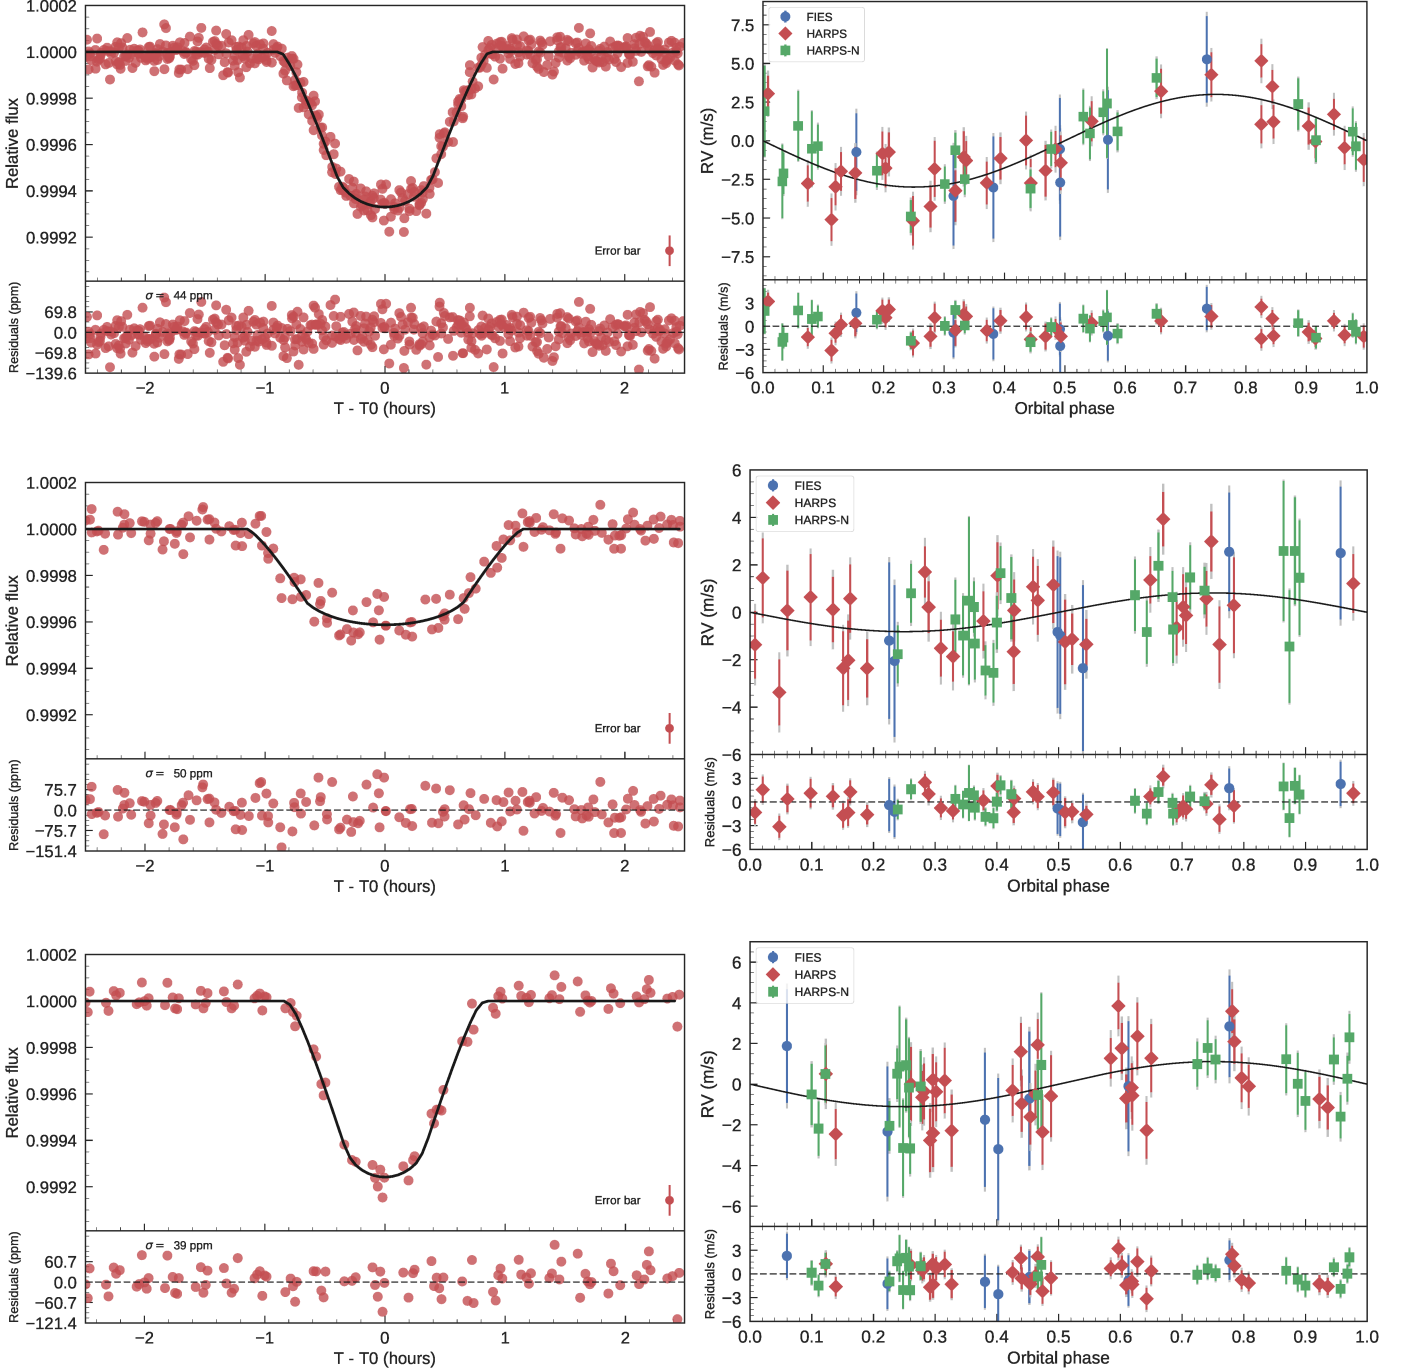 1.0002
1.0000
0.9998
0.9996
0.9994
0.9992
Relative flux
Error bar
σ = 44 ppm
69.8
0.0
−69.8
−139.6
Residuals (ppm)
−2 −1 0 1 2
T - T0 (hours)
FIES
HARPS
HARPS-N
7.5
5.0
2.5
0.0
−2.5
−5.0
−7.5
RV (m/s)
3
0
−3
−6
Residuals (m/s)
0.0 0.1 0.2 0.3 0.4 0.5 0.6 0.7 0.8 0.9 1.0
Orbital phase
1.0002
1.0000
0.9998
0.9996
0.9994
0.9992
Relative flux
Error bar
σ = 50 ppm
75.7
0.0
−75.7
−151.4
Residuals (ppm)
−2 −1 0 1 2
T - T0 (hours)
FIES
HARPS
HARPS-N
6
4
2
0
−2
−4
−6
RV (m/s)
3
0
−3
−6
Residuals (m/s)
0.0 0.1 0.2 0.3 0.4 0.5 0.6 0.7 0.8 0.9 1.0
Orbital phase
1.0002
1.0000
0.9998
0.9996
0.9994
0.9992
Relative flux
Error bar
σ = 39 ppm
60.7
0.0
−60.7
−121.4
Residuals (ppm)
−2 −1 0 1 2
T - T0 (hours)
FIES
HARPS
HARPS-N
6
4
2
0
−2
−4
−6
RV (m/s)
3
0
−3
−6
Residuals (m/s)
0.0 0.1 0.2 0.3 0.4 0.5 0.6 0.7 0.8 0.9 1.0
Orbital phase